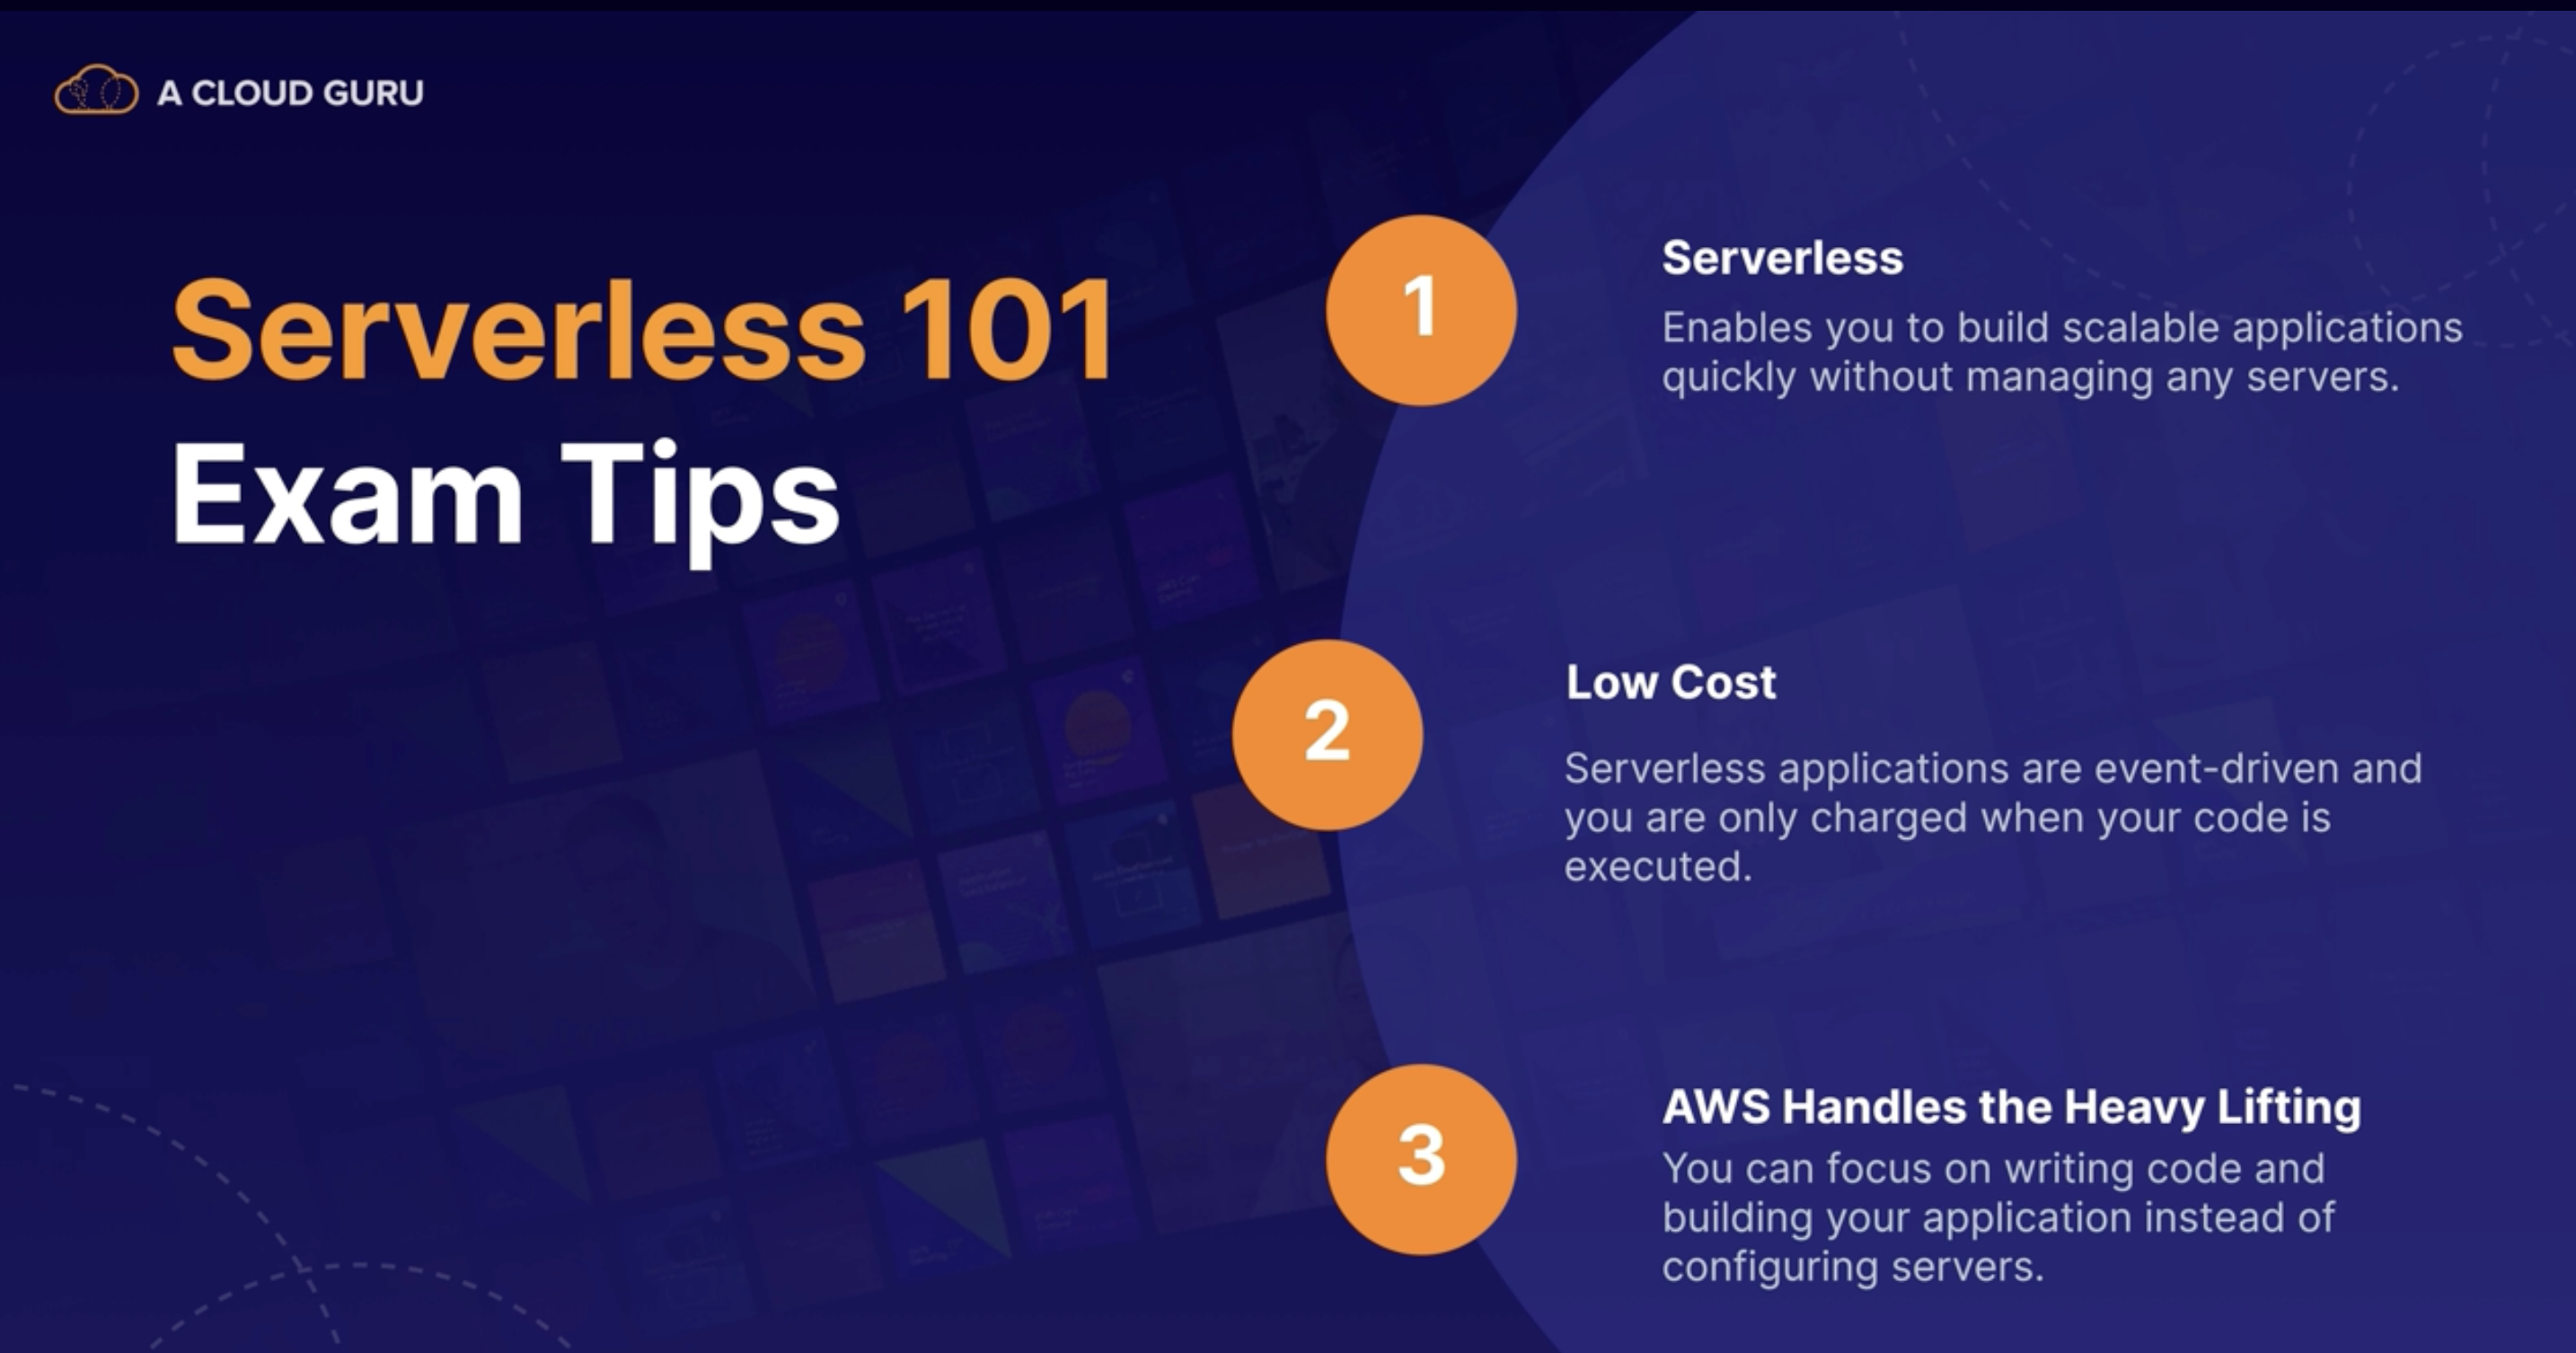 A CLOUD GURU
Serverless 101
Exam Tips
1
Serverless
Enables you to build scalable applications
quickly without managing any servers.
2
Low Cost
Serverless applications are event-driven and
you are only charged when your code is
executed.
3
AWS Handles the Heavy Lifting
You can focus on writing code and
building your application instead of
configuring servers.